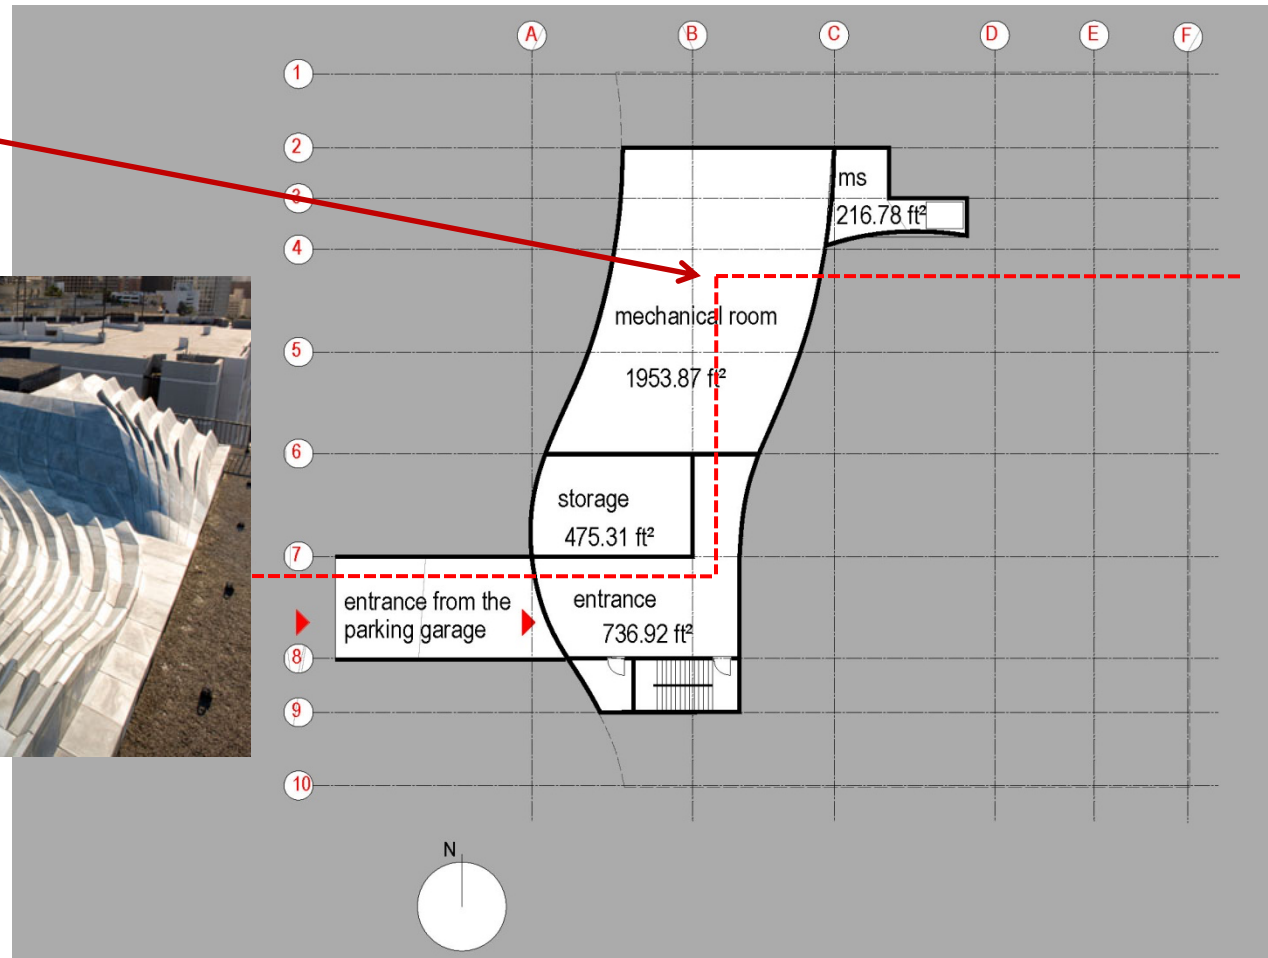 A
B
C
D
E
F
1
2
3
4
5
6
7
8
9
10
ms
216.78 ft²
mechanical room
1953.87 ft²
storage
475.31 ft²
entrance from the
parking garage
entrance
736.92 ft²
N